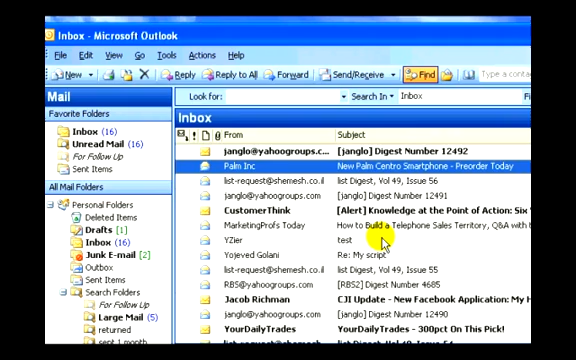 Inbox - Microsoft Outlook
File Edit View Go Tools Actions Help
New Reply Reply to All Forward Send/Receive Find Type a conta
Mail
Look for: Search In Inbox
Favorite Folders
Inbox (16)
Unread Mail (3)
For Follow Up
Sent Items
All Mail Folders
Personal Folders
Deleted Items
Drafts [1]
Inbox (16)
Junk E-mail [2]
Outbox
Sent Items
Search Folders
For Follow Up
Large Mail (5)
returned
sent 1 month
Inbox
From Subject
janglo@yahoogroups.c... [janglo] Digest Number 12492
Palm Inc New Palm Centro Smartphone - Preorder Today
list-request@shemesh.co.il list Digest, Vol 49, Issue 56
janglo@yahoogroups.com [janglo] Digest Number 12491
CustomerThink [Alert] Knowledge at the Point of Action: Six
MarketingProfs Today How to Build a Telephone Sales Territory, Q&A with
YZier test
Yojeved Golani Re: My script
list-request@shemesh.co.il list Digest, Vol 49, Issue 55
RBS@yahoogroups.com [RBS2] Digest Number 4685
Jacob Richman CJI Update - New Facebook Application: My H
janglo@yahoogroups.com [janglo] Digest Number 12490
YourDailyTrades YourDailyTrades - 300pct On This Pick!